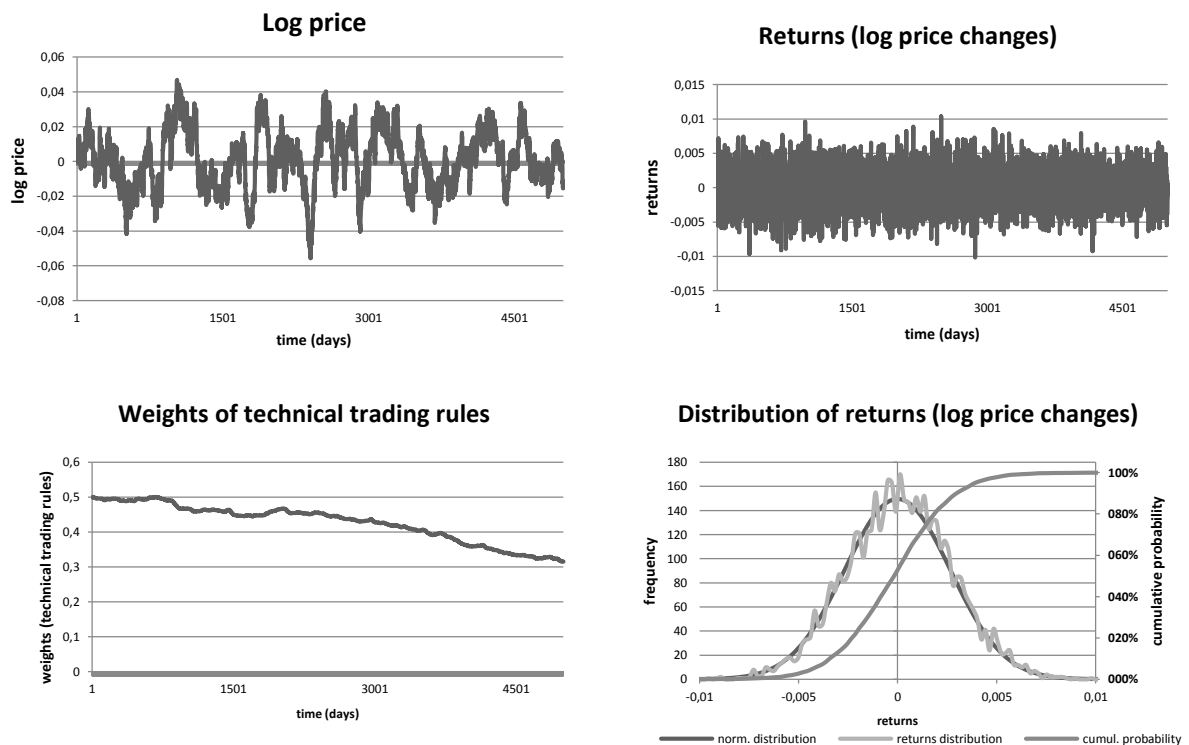 Log price
0,06
0,04
0,02
0
-0,02
-0,04
-0,06
-0,08
log price
1 1501 3001 4501
time (days)
Returns (log price changes)
0,015
0,01
0,005
0
-0,005
-0,01
-0,015
returns
1 1501 3001 4501
time (days)
Weights of technical trading rules
0,6
0,5
0,4
0,3
0,2
0,1
0
weights (technical trading rules)
1 1501 3001 4501
time (days)
Distribution of returns (log price changes)
180
160
140
120
100
80
60
40
20
0
frequency
100%
080%
060%
040%
020%
000%
cumulative probability
-0,01 -0,005 0 0,005 0,01
returns
norm. distribution returns distribution cumul. probability